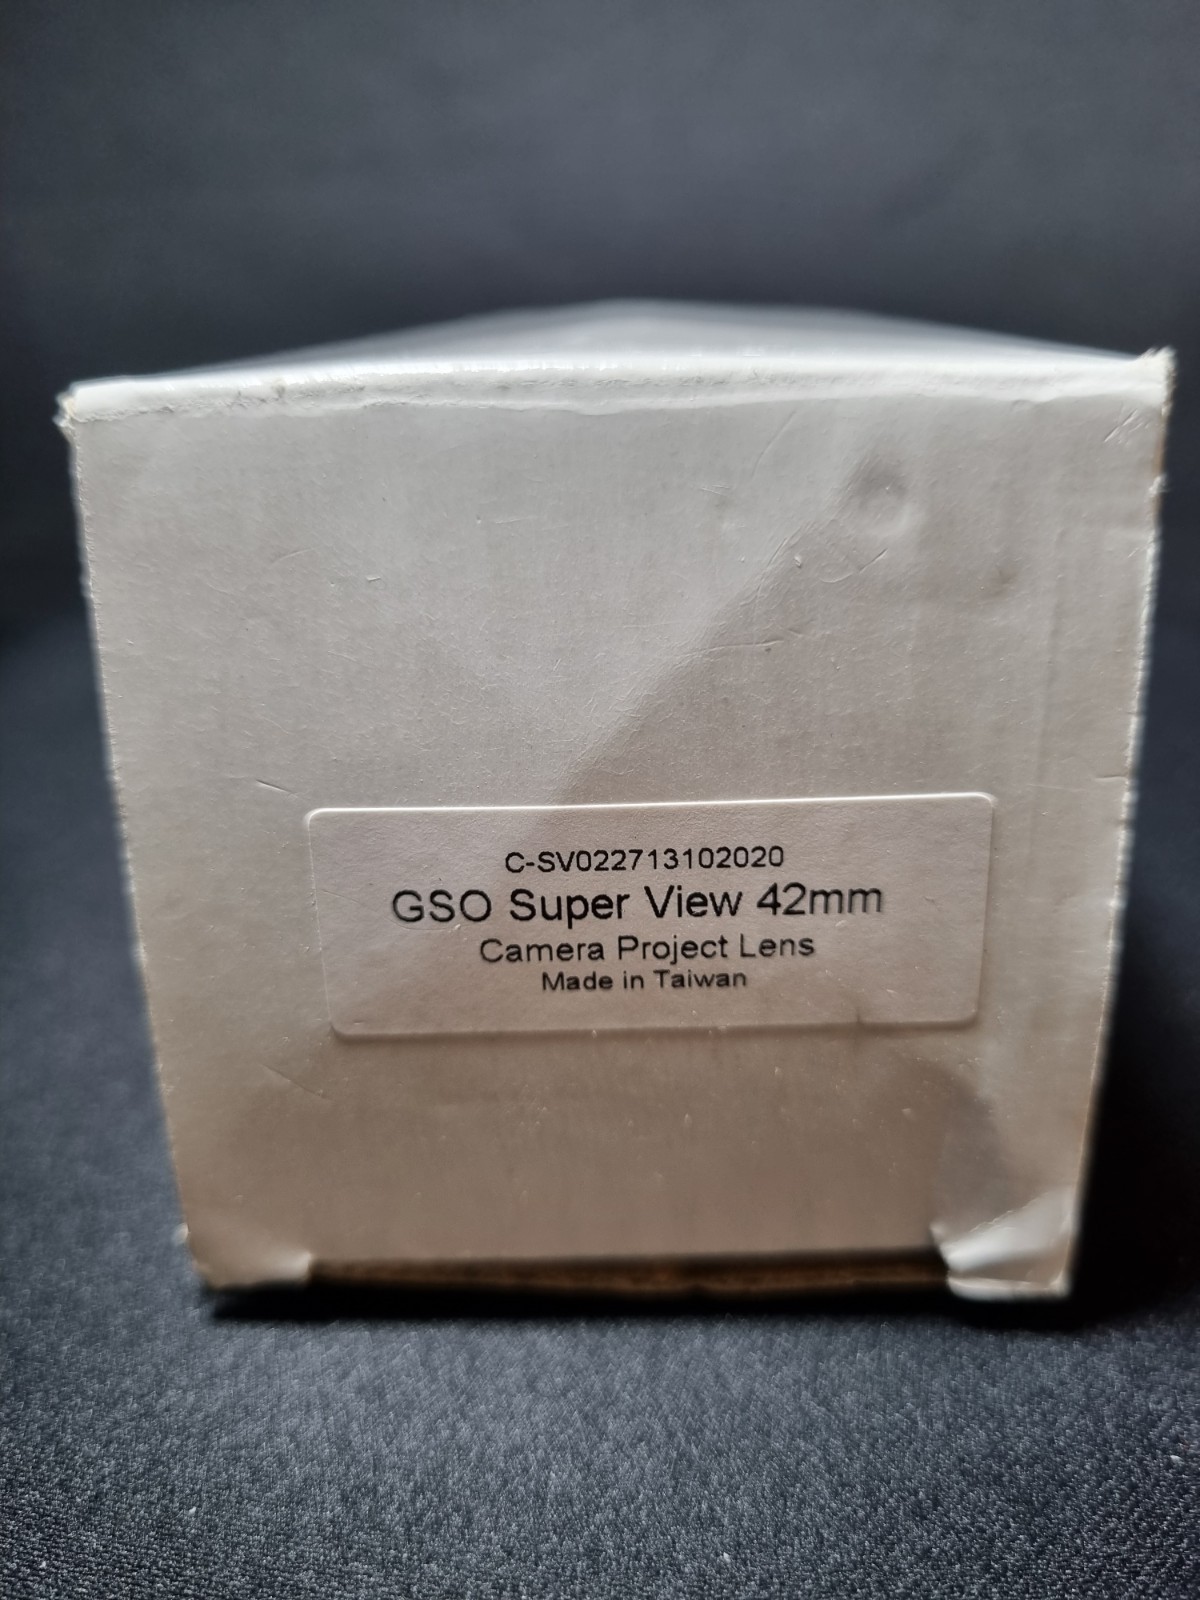 C-SV022713102020
GSO Super View 42mm
Camera Project Lens
Made in Taiwan